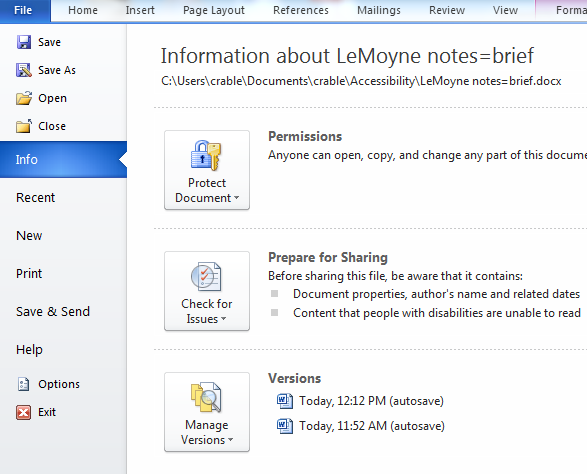 File Home Insert Page Layout References Mailings Review View Forma
Save
Save As
Open
Close
Info
Recent
New
Print
Save & Send
Help
Options
Exit
Information about LeMoyne notes=brief
C:\Users\crable\Documents\crable\Accessibility\LeMoyne notes=brief.docx
Protect
Document
Permissions
Anyone can open, copy, and change any part of this docume
Check for
Issues
Prepare for Sharing
Before sharing this file, be aware that it contains:
Document properties, author's name and related dates
Content that people with disabilities are unable to read
Manage
Versions
Versions
Today, 12:12 PM (autosave)
Today, 11:52 AM (autosave)